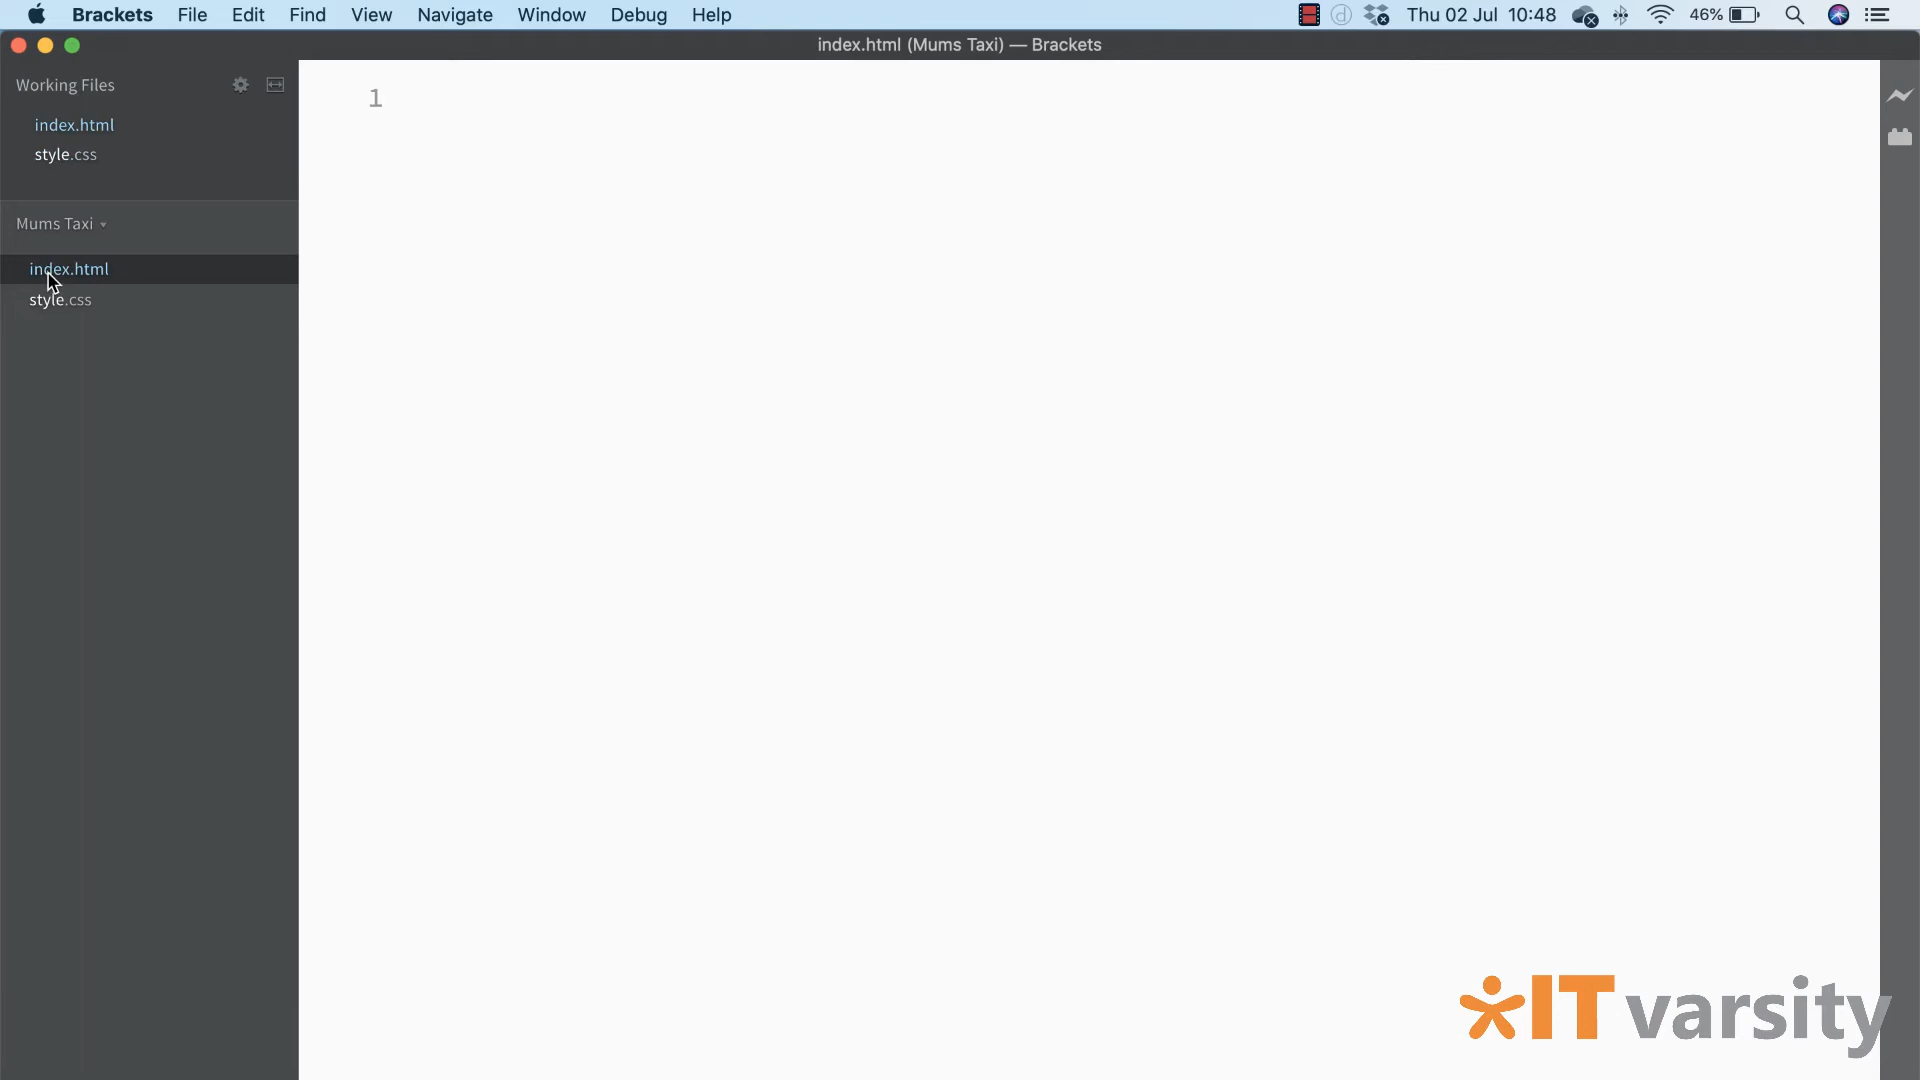 Brackets File Edit Find View Navigate Window Debug Help Thu 02 Jul 10:48 46%
index.html (Mums Taxi) — Brackets
Working Files
index.html
style.css
Mums Taxi
index.html
style.css
1
IT varsity